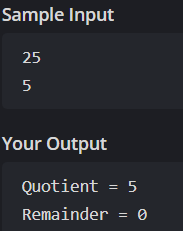 Sample Input
25
5
Your Output
Quotient = 5
Remainder = 0